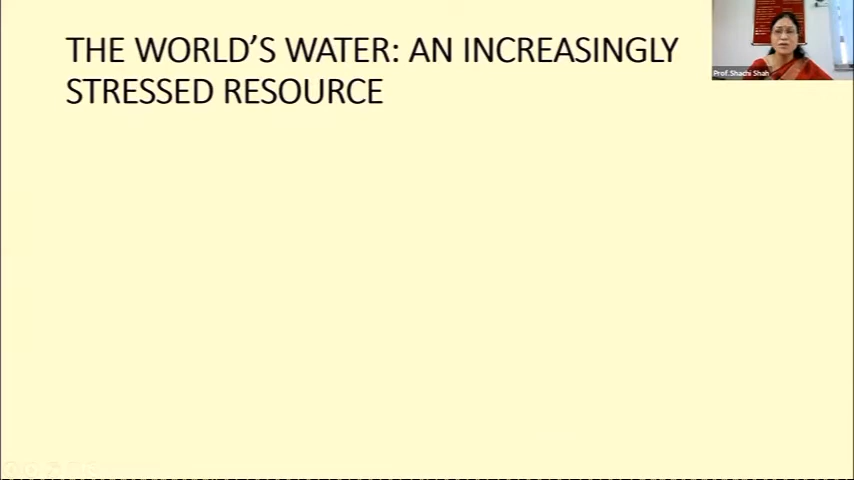 THE WORLD’S WATER: AN INCREASINGLY
STRESSED RESOURCE
Prof.Shachi Shah